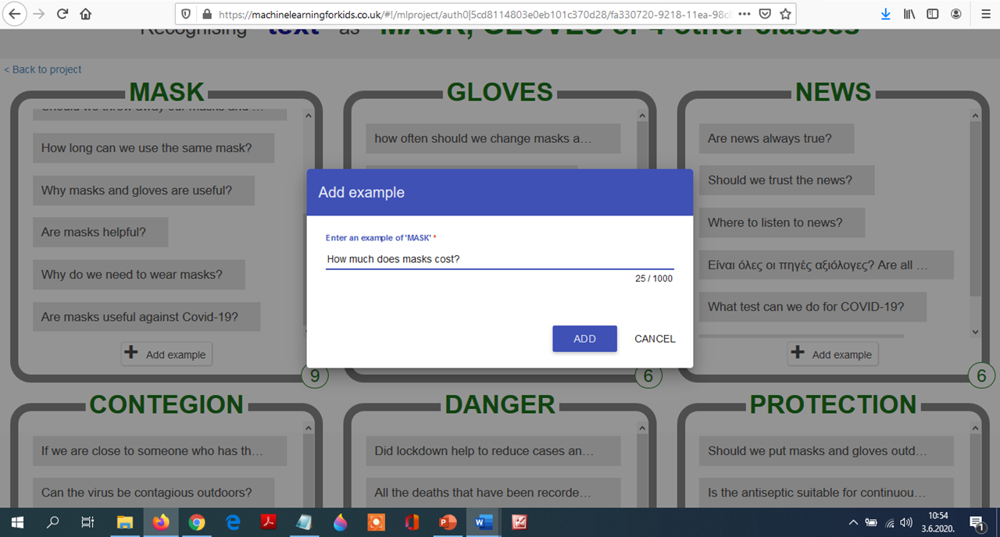 https://machinelearningforkids.co.uk/#!/mlproject/auth0|5cd8114803e0eb101c370d28/fa330720-9218-11ea-98c
Recognising text as MASK, GLOVES or 4 other classes
< Back to project
MASK
Should we throw away our masks and ...
How long can we use the same mask?
Why masks and gloves are useful?
Are masks helpful?
Why do we need to wear masks?
Are masks useful against Covid-19?
Add example
9
GLOVES
how often should we change masks a...
6
NEWS
Are news always true?
Should we trust the news?
Where to listen to news?
Είναι όλες οι πηγές αξιόλογες? Are all ...
What test can we do for COVID-19?
Add example
6
Add example
Enter an example of 'MASK' *
How much does masks cost?
25 / 1000
ADD CANCEL
CONTEGION
If we are close to someone who has th...
Can the virus be contagious outdoors?
DANGER
Did lockdown help to reduce cases an...
All the deaths that have been recorde...
PROTECTION
Should we put masks and gloves outd...
Is the antiseptic suitable for continuou...
10:54
3.6.2020.
1